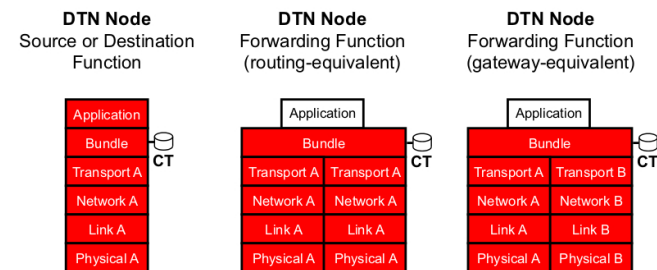 DTN Node
Source or Destination
Function
Application
Bundle
CT
Transport A
Network A
Link A
Physical A
DTN Node
Forwarding Function
(routing-equivalent)
Application
Bundle
CT
Transport A Transport A
Network A Network A
Link A Link A
Physical A Physical A
DTN Node
Forwarding Function
(gateway-equivalent)
Application
Bundle
CT
Transport A Transport B
Network A Network B
Link A Link B
Physical A Physical B